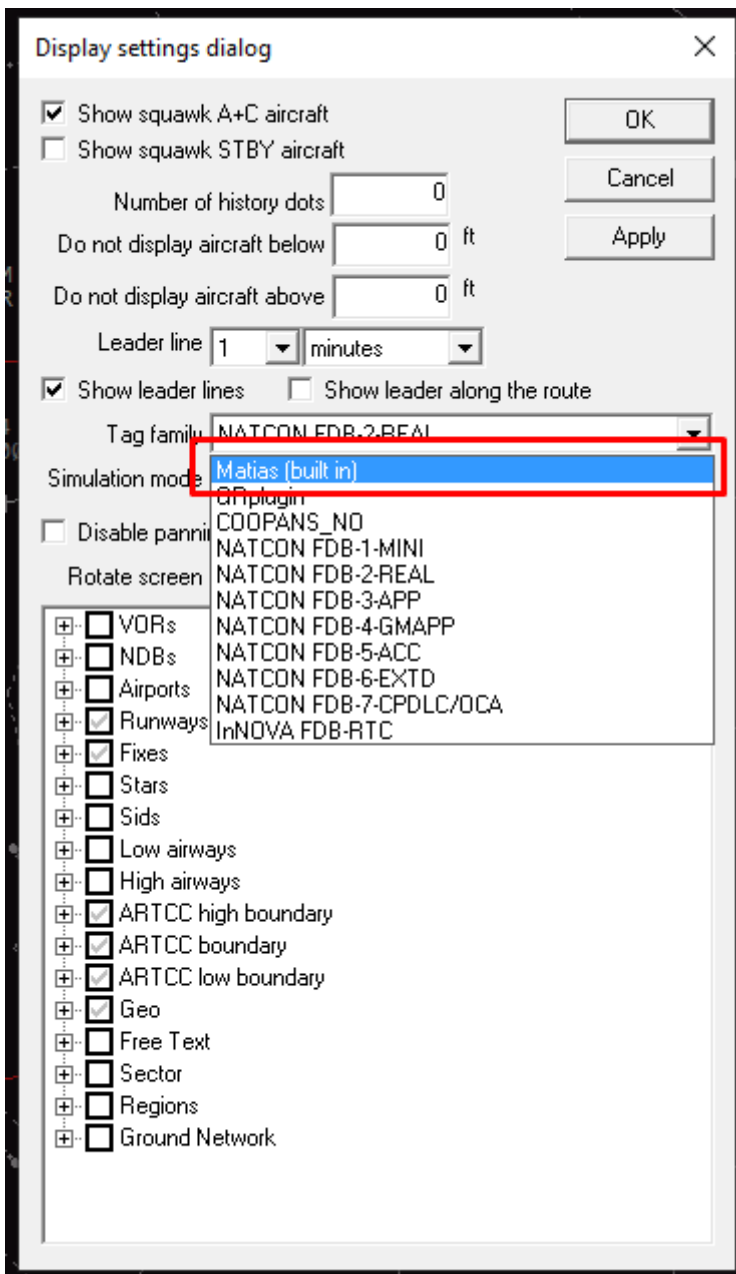 Display settings dialog
Show squawk A+C aircraft
OK
Show squawk STBY aircraft
Cancel
Number of history dots 0
Do not display aircraft below 0 ft
Apply
Do not display aircraft above 0 ft
Leader line 1 minutes
Show leader lines Show leader along the route
Tag family NATCON FDB-2-REAL
Simulation mode
Matias (built in)
GRplugin
COOPANS_NO
Disable
NATCON FDB-1-MINI
NATCON FDB-2-REAL
Rotate screen
NATCON FDB-3-APP
NATCON FDB-4-GMAPP
NATCON FDB-5-ACC
NATCON FDB-6-EXTD
NATCON FDB-7-CPDLC/OCA
InNOVA FDB-RTC
VORs
NDBs
Airports
Runways
Fixes
Stars
Sids
Low airways
High airways
ARTCC high boundary
ARTCC boundary
ARTCC low boundary
Geo
Free Text
Sector
Regions
Ground Network